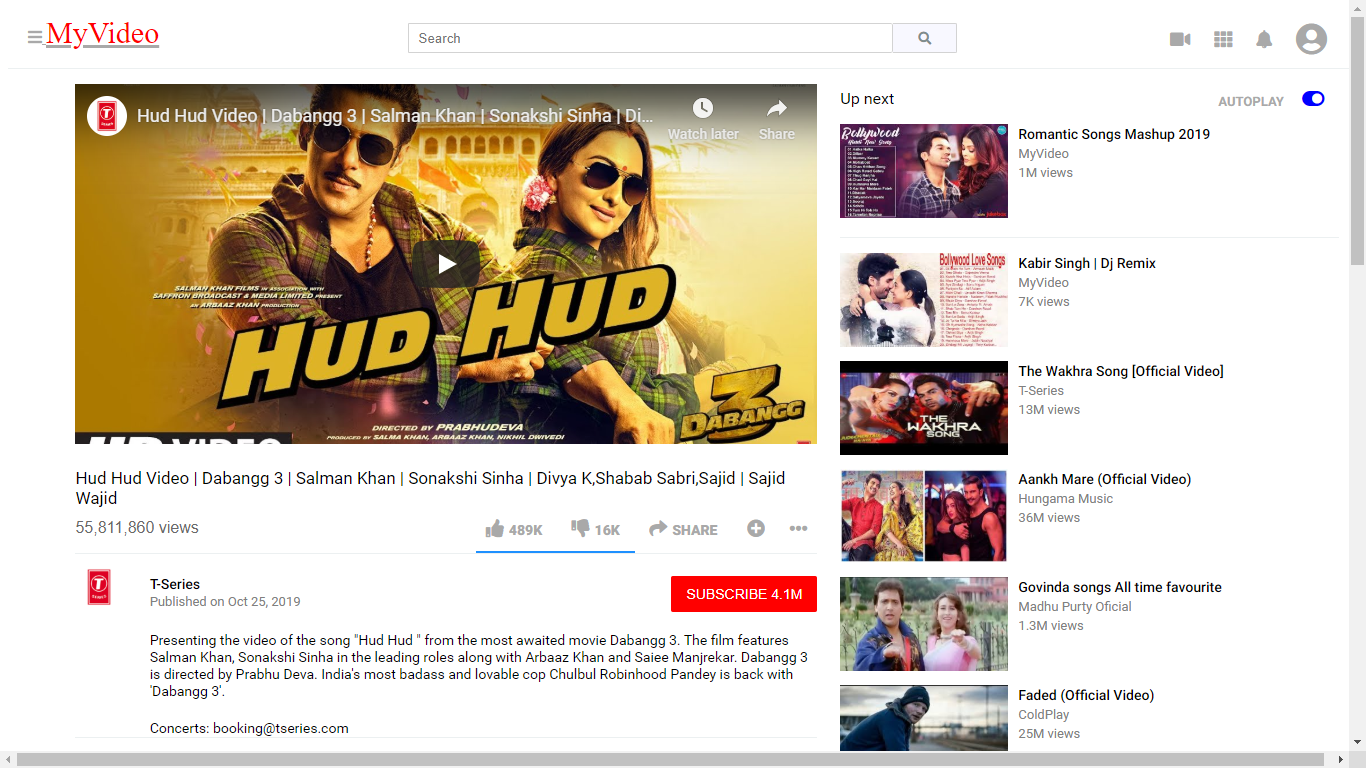 MyVideo
Search
Hud Hud Video | Dabangg 3 | Salman Khan | Sonakshi Sinha | Di...
Watch later
Share
SALMAN KHAN FILMS IN ASSOCIATION WITH
SAFFRON BROADCAST & MEDIA LIMITED PRESENT
AN ARBAAZ KHAN PRODUCTION
HUD HUD
DABANGG 3
DIRECTED BY PRABHUDEVA
PRODUCED BY SALMA KHAN, ARBAAZ KHAN, NIKHIL DWIVEDI
HD VIDEO
Hud Hud Video | Dabangg 3 | Salman Khan | Sonakshi Sinha | Divya K,Shabab Sabri,Sajid | Sajid
Wajid
55,811,860 views
489K
16K
SHARE
T-Series
Published on Oct 25, 2019
SUBSCRIBE 4.1M
Presenting the video of the song "Hud Hud " from the most awaited movie Dabangg 3. The film features
Salman Khan, Sonakshi Sinha in the leading roles along with Arbaaz Khan and Saiee Manjrekar. Dabangg 3
is directed by Prabhu Deva. India's most badass and lovable cop Chulbul Robinhood Pandey is back with
'Dabangg 3'.
Concerts: booking@tseries.com
Up next
AUTOPLAY
Bollywood
Romantic Songs Mashup 2019
MyVideo
1M views
Bollywood Love Songs
Kabir Singh | Dj Remix
MyVideo
7K views
THE
WAKHRA
SONG
The Wakhra Song [Official Video]
T-Series
13M views
Aankh Mare (Official Video)
Hungama Music
36M views
Govinda songs All time favourite
Madhu Purty Oficial
1.3M views
Faded (Official Video)
ColdPlay
25M views